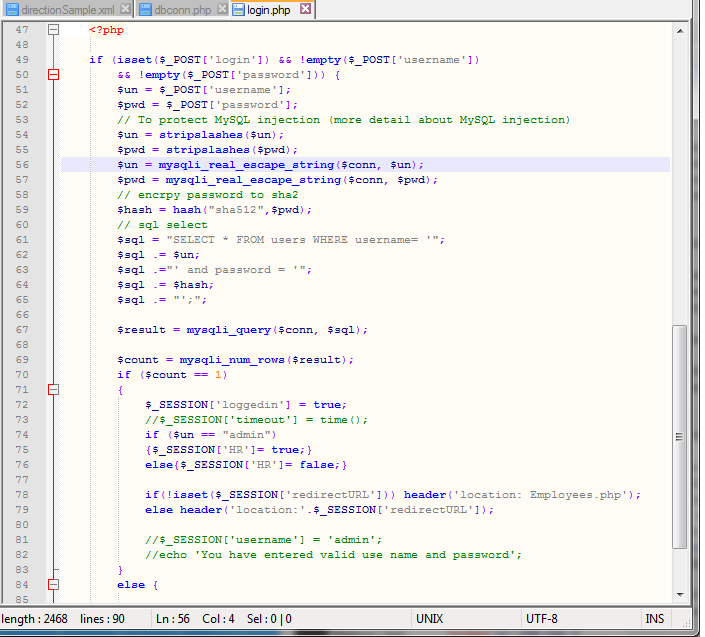 directionSample.xml dbconn.php login.php
47 <?php
48
49 if (isset($_POST['login']) && !empty($_POST['username'])
50 && !empty($_POST['password'])) {
51 $un = $_POST['username'];
52 $pwd = $_POST['password'];
53 // To protect MySQL injection (more detail about MySQL injection)
54 $un = stripslashes($un);
55 $pwd = stripslashes($pwd);
56 $un = mysqli_real_escape_string($conn, $un);
57 $pwd = mysqli_real_escape_string($conn, $pwd);
58 // encrpy password to sha2
59 $hash = hash("sha512",$pwd);
60 // sql select
61 $sql = "SELECT * FROM users WHERE username= '";
62 $sql .= $un;
63 $sql .="' and password = '";
64 $sql .= $hash;
65 $sql .= "';";
66
67 $result = mysqli_query($conn, $sql);
68
69 $count = mysqli_num_rows($result);
70 if ($count == 1)
71 {
72 $_SESSION['loggedin'] = true;
73 //$_SESSION['timeout'] = time();
74 if ($un == "admin")
75 {$_SESSION['HR']= true;}
76 else{$_SESSION['HR']= false;}
77
78 if(!isset($_SESSION['redirectURL'])) header('location: Employees.php');
79 else header('location:'.$_SESSION['redirectURL']);
80
81 //$_SESSION['username'] = 'admin';
82 //echo 'You have entered valid use name and password';
83 }
84 else {
85
length : 2468 lines : 90 Ln : 56 Col : 4 Sel : 0 | 0 UNIX UTF-8 INS